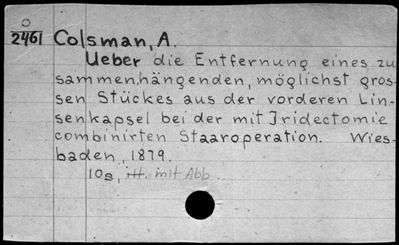 2461 Colsman, A.
Ueber die Entfernung eines zu
sammenhängenden, möglichst gros-
sen Stückes aus der vorderen Lin-
senkapsel bei der mit Iridectomie
combinirten Staaroperation. Wies-
baden, 1879.
10s, mit Abb.